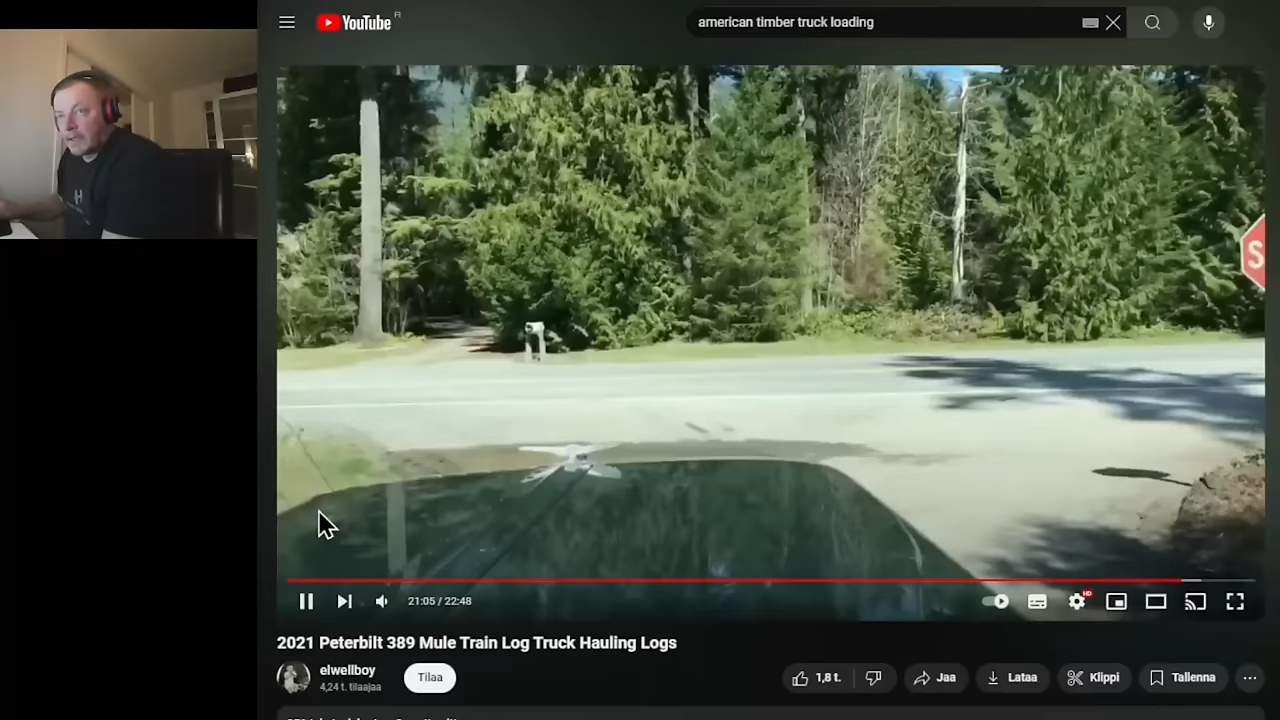 YouTube FI
american timber truck loading
S
H
21:05 / 22:48
HD
2021 Peterbilt 389 Mule Train Log Truck Hauling Logs
elwellboy
4,24 t. tilaajaa
Tilaa
1,8 t.
Jaa
Lataa
Klippi
Tallenna